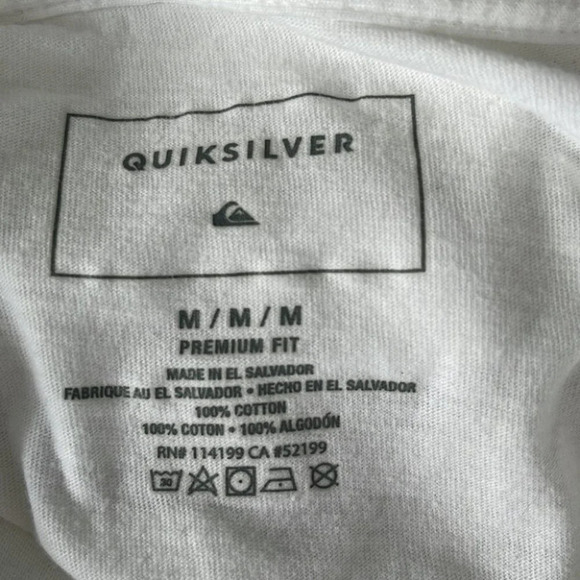 QUIKSILVER
M / M / M
PREMIUM FIT
MADE IN EL SALVADOR
FABRIQUE AU EL SALVADOR • HECHO EN EL SALVADOR
100% COTTON
100% COTON • 100% ALGODÓN
RN# 114199 CA #52199
30